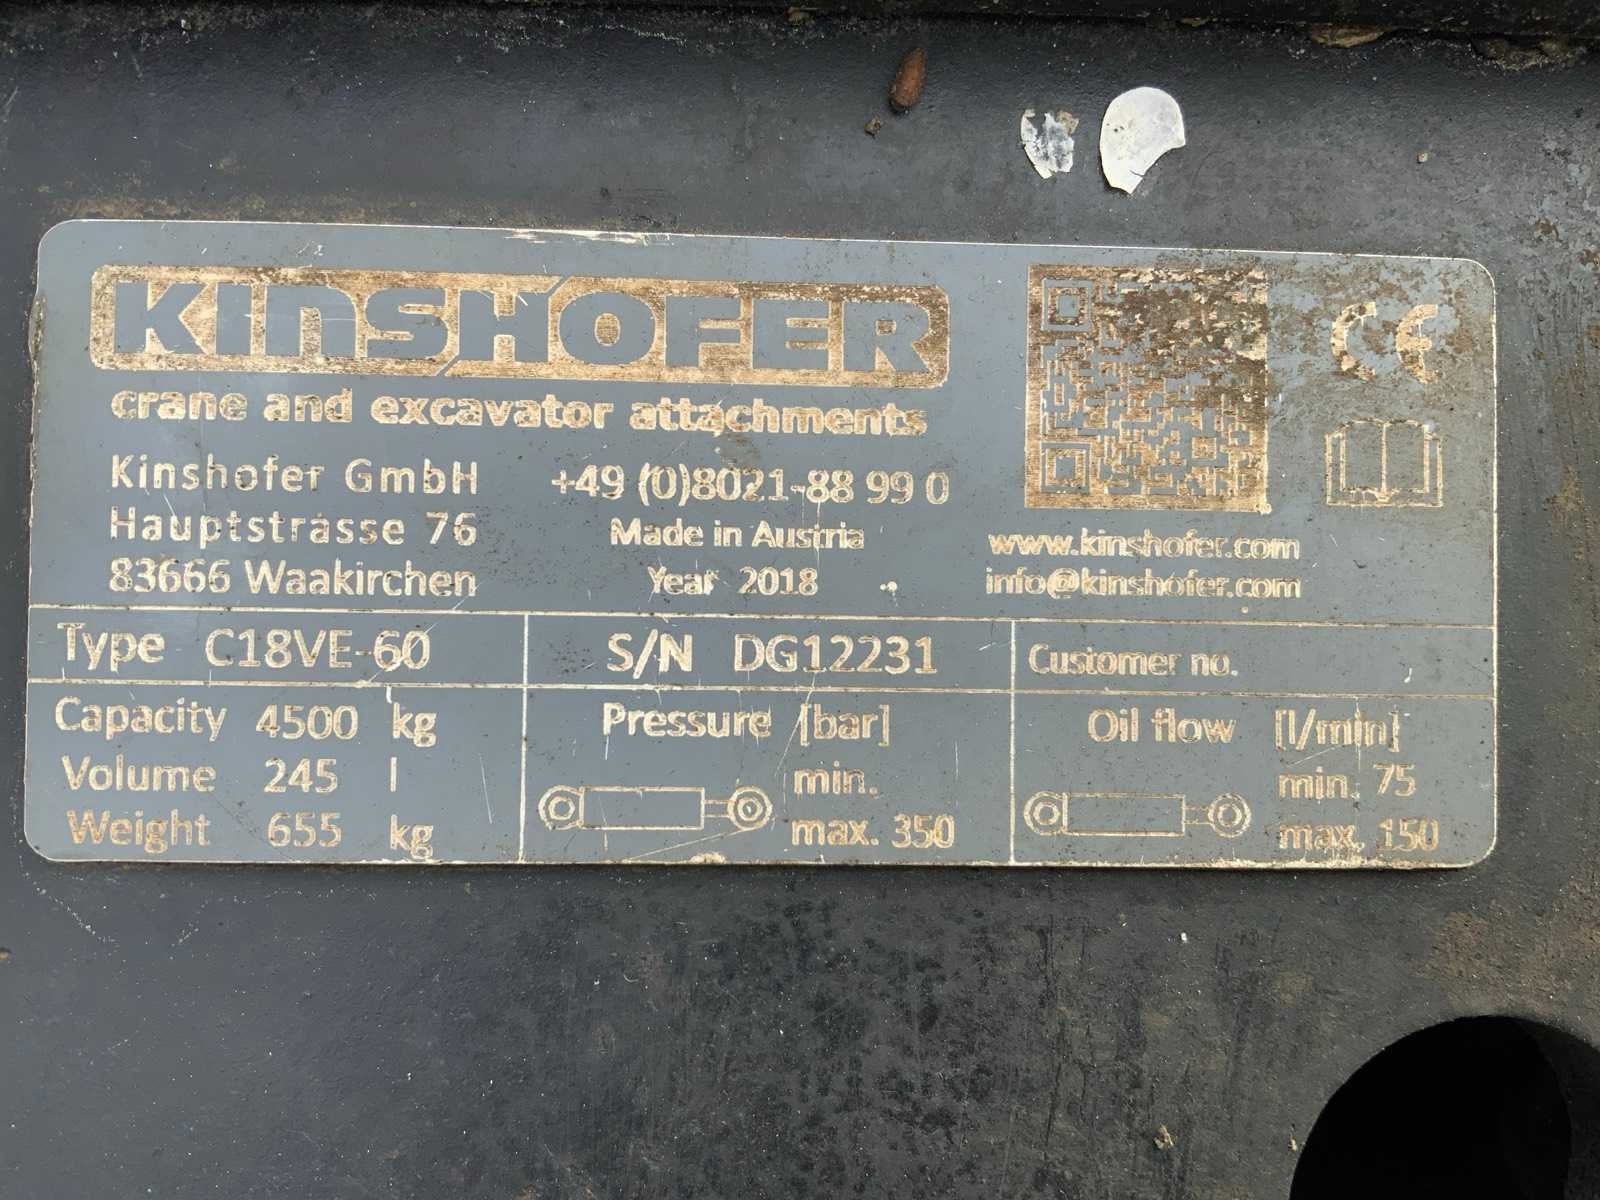 KINSHOFER
crane and excavator attachments
CE
Kinshofer GmbH +49 (0)8021-88 99 0
Hauptstrasse 76 Made in Austria www.kinshofer.com
83666 Waakirchen Year 2018 info@kinshofer.com
Type C18VE-60 S/N DG12231 Customer no.
Capacity 4500 kg Pressure [bar] Oil flow [l/min]
Volume 245 l min. min. 75
Weight 655 kg max. 350 max. 150